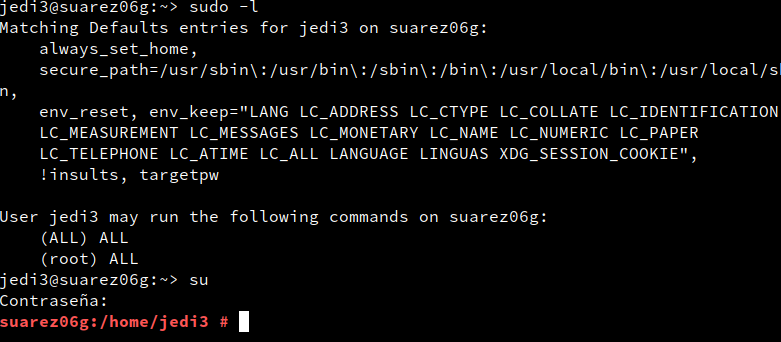 jedi3@suarez06g:~> sudo -l
Matching Defaults entries for jedi3 on suarez06g:
    always_set_home,
    secure_path=/usr/sbin\:/usr/bin\:/sbin\:/bin\:/usr/local/bin\:/usr/local/sb
n,
    env_reset, env_keep="LANG LC_ADDRESS LC_CTYPE LC_COLLATE LC_IDENTIFICATION
    LC_MEASUREMENT LC_MESSAGES LC_MONETARY LC_NAME LC_NUMERIC LC_PAPER
    LC_TELEPHONE LC_ATIME LC_ALL LANGUAGE LINGUAS XDG_SESSION_COOKIE",
    !insults, targetpw

User jedi3 may run the following commands on suarez06g:
    (ALL) ALL
    (root) ALL
jedi3@suarez06g:~> su
Contraseña:
suarez06g:/home/jedi3 #